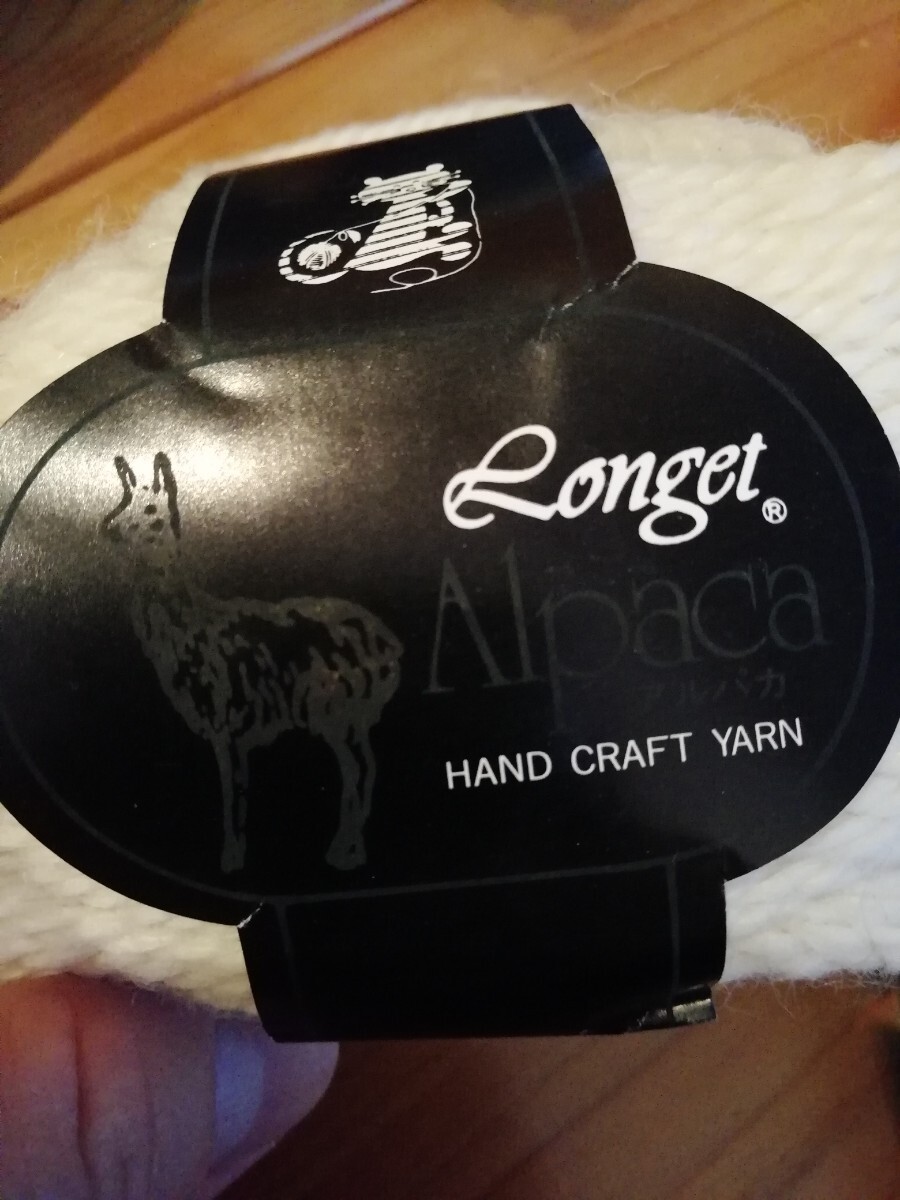 Longet®
Alpaca
アルパカ
HAND CRAFT YARN